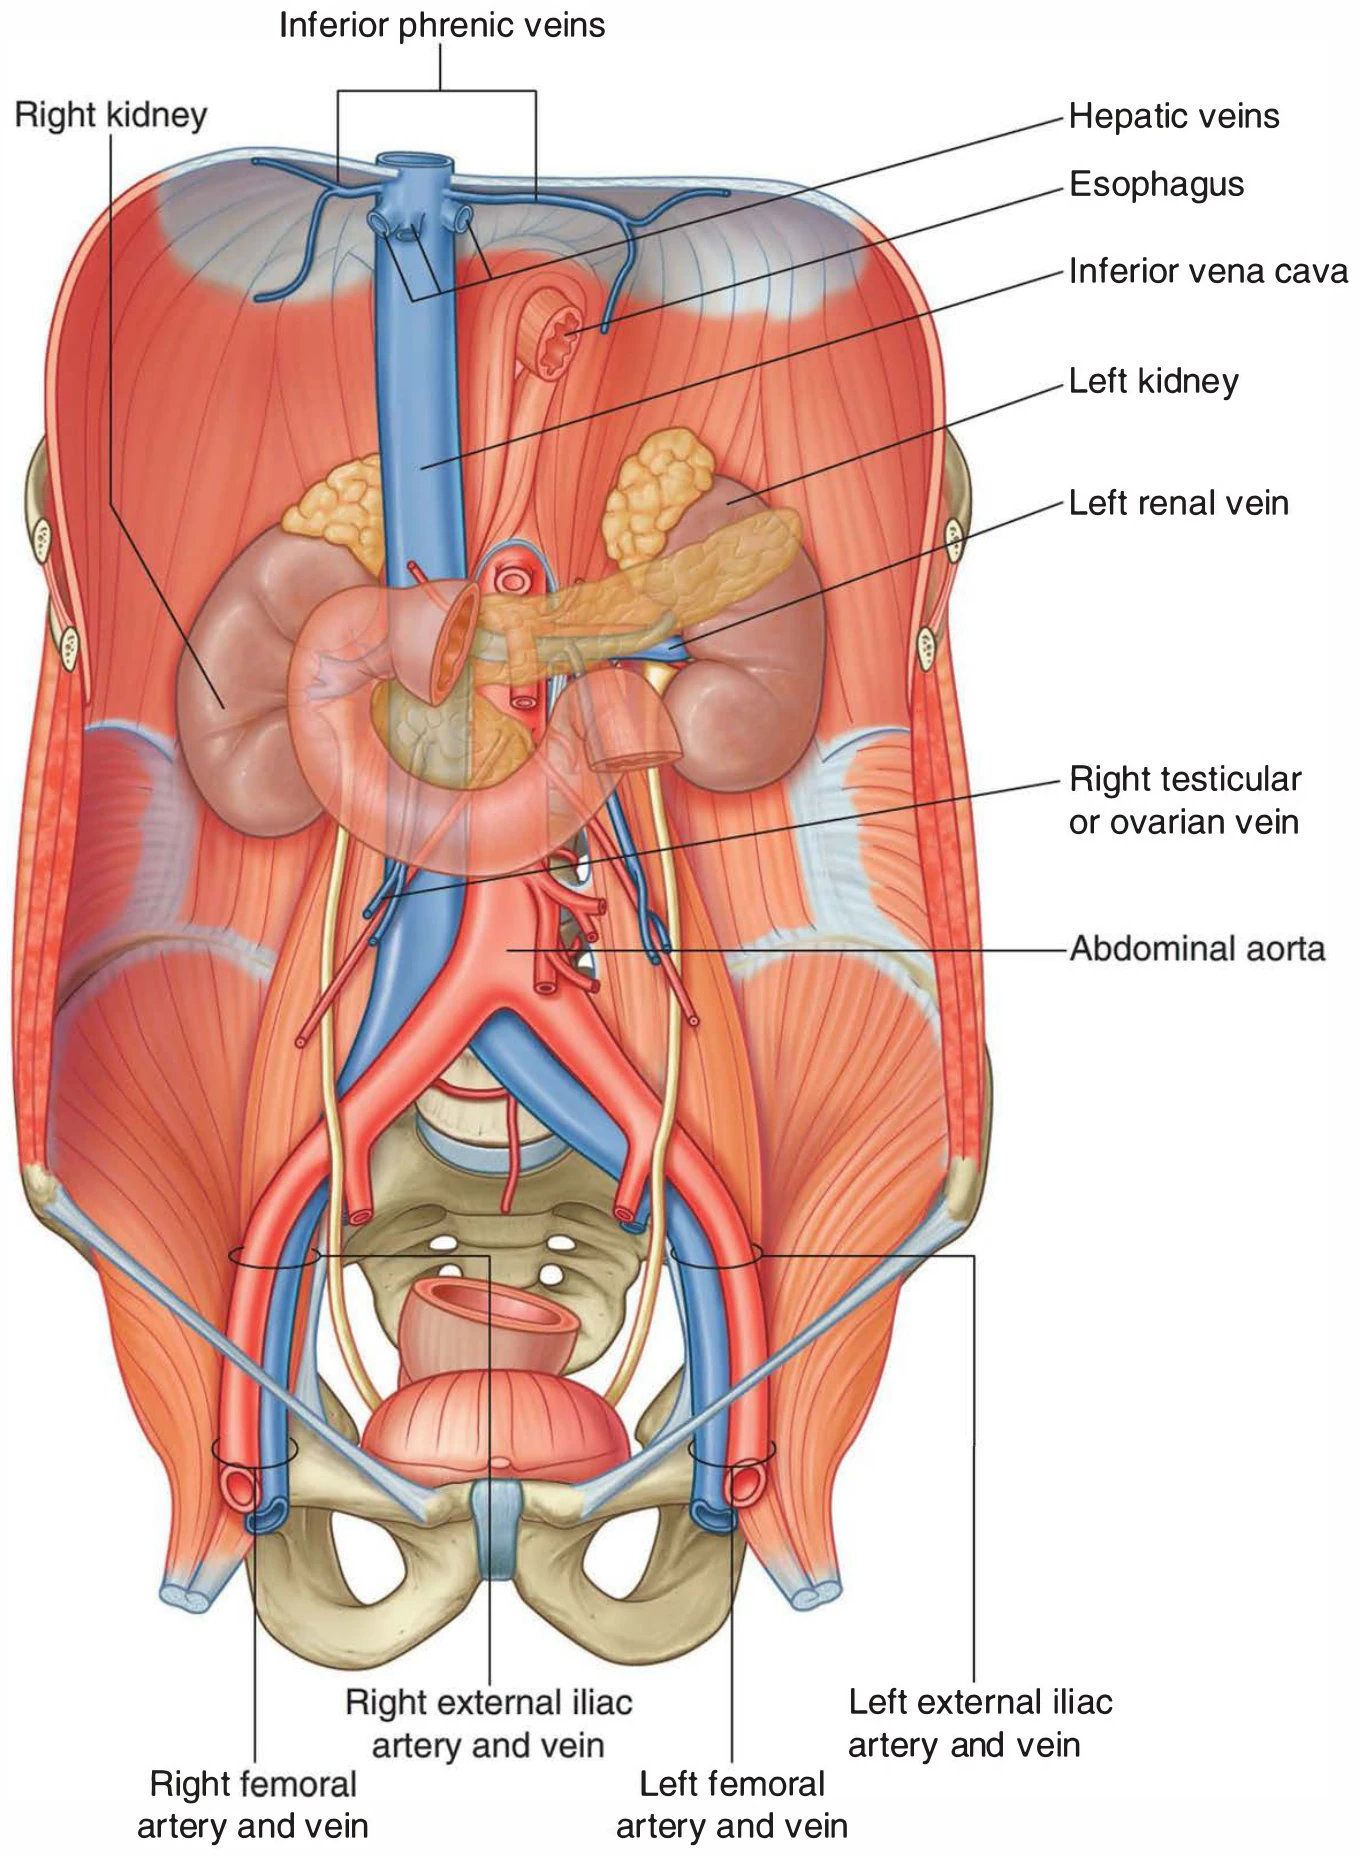 Inferior phrenic veins
Right kidney
Hepatic veins
Esophagus
Inferior vena cava
Left kidney
Left renal vein
Right testicular
or ovarian vein
Abdominal aorta
Right external iliac
artery and vein
Left external iliac
artery and vein
Right femoral
artery and vein
Left femoral
artery and vein